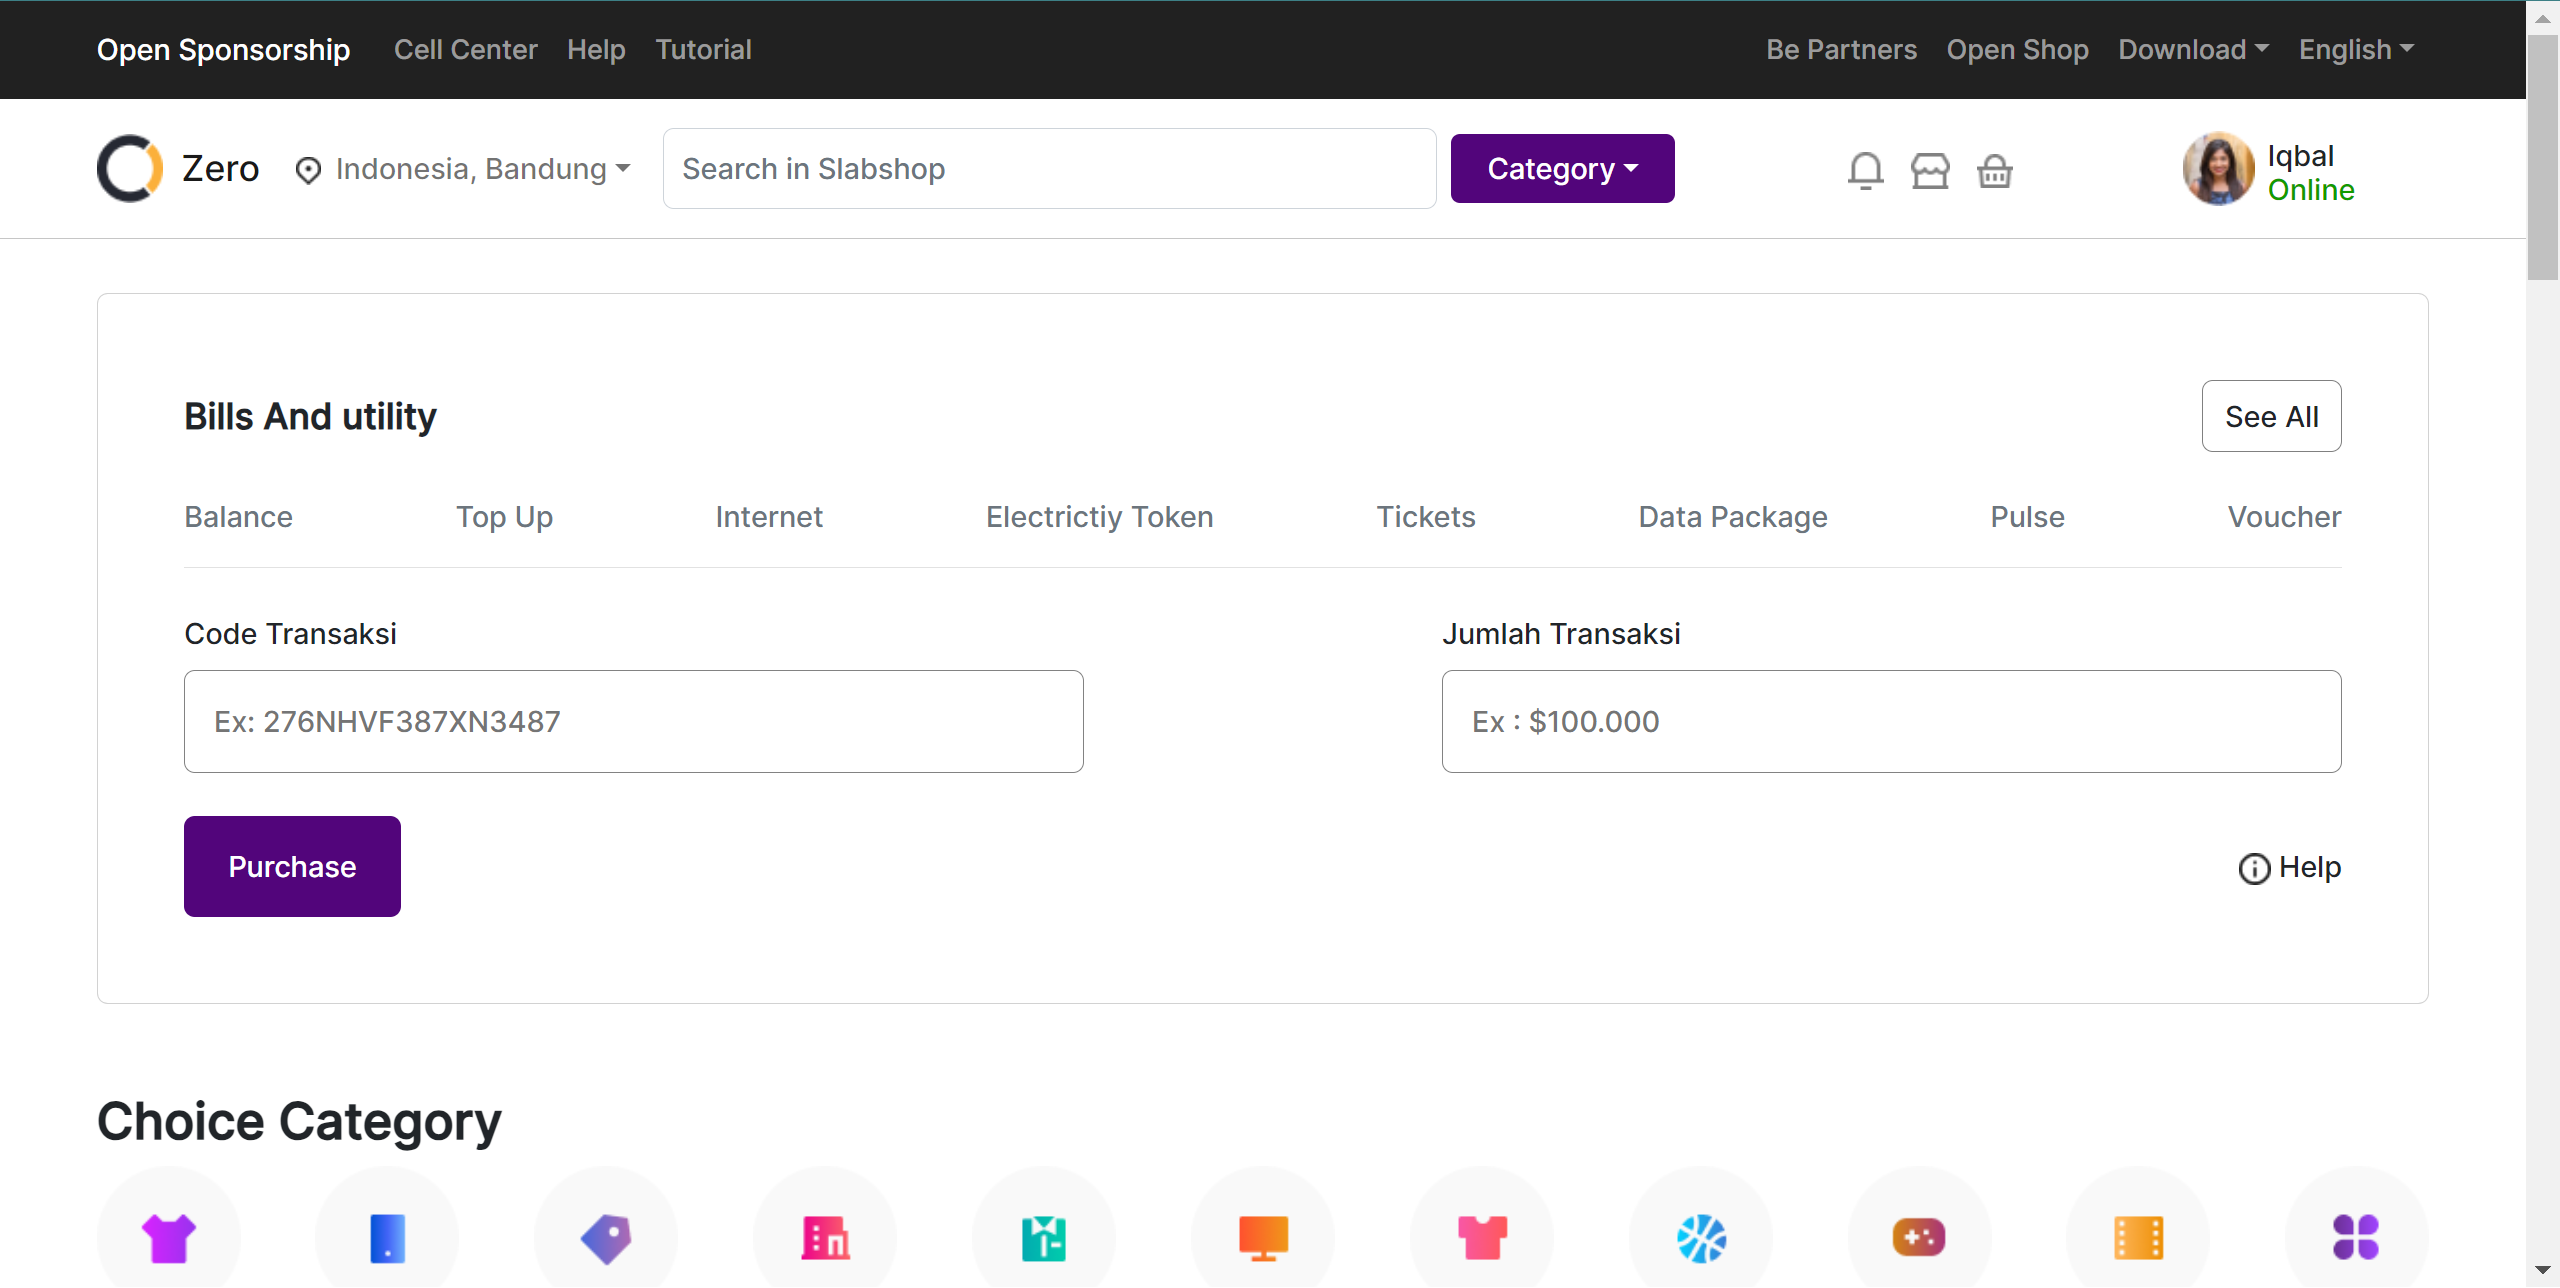 Open Sponsorship Cell Center Help Tutorial Be Partners Open Shop Download English
Zero Indonesia, Bandung Search in Slabshop Category Iqbal
Online
Bills And utility See All
Balance Top Up Internet Electrictiy Token Tickets Data Package Pulse Voucher
Code Transaksi Jumlah Transaksi
Ex: 276NHVF387XN3487 Ex : $100.000
Purchase Help
Choice Category